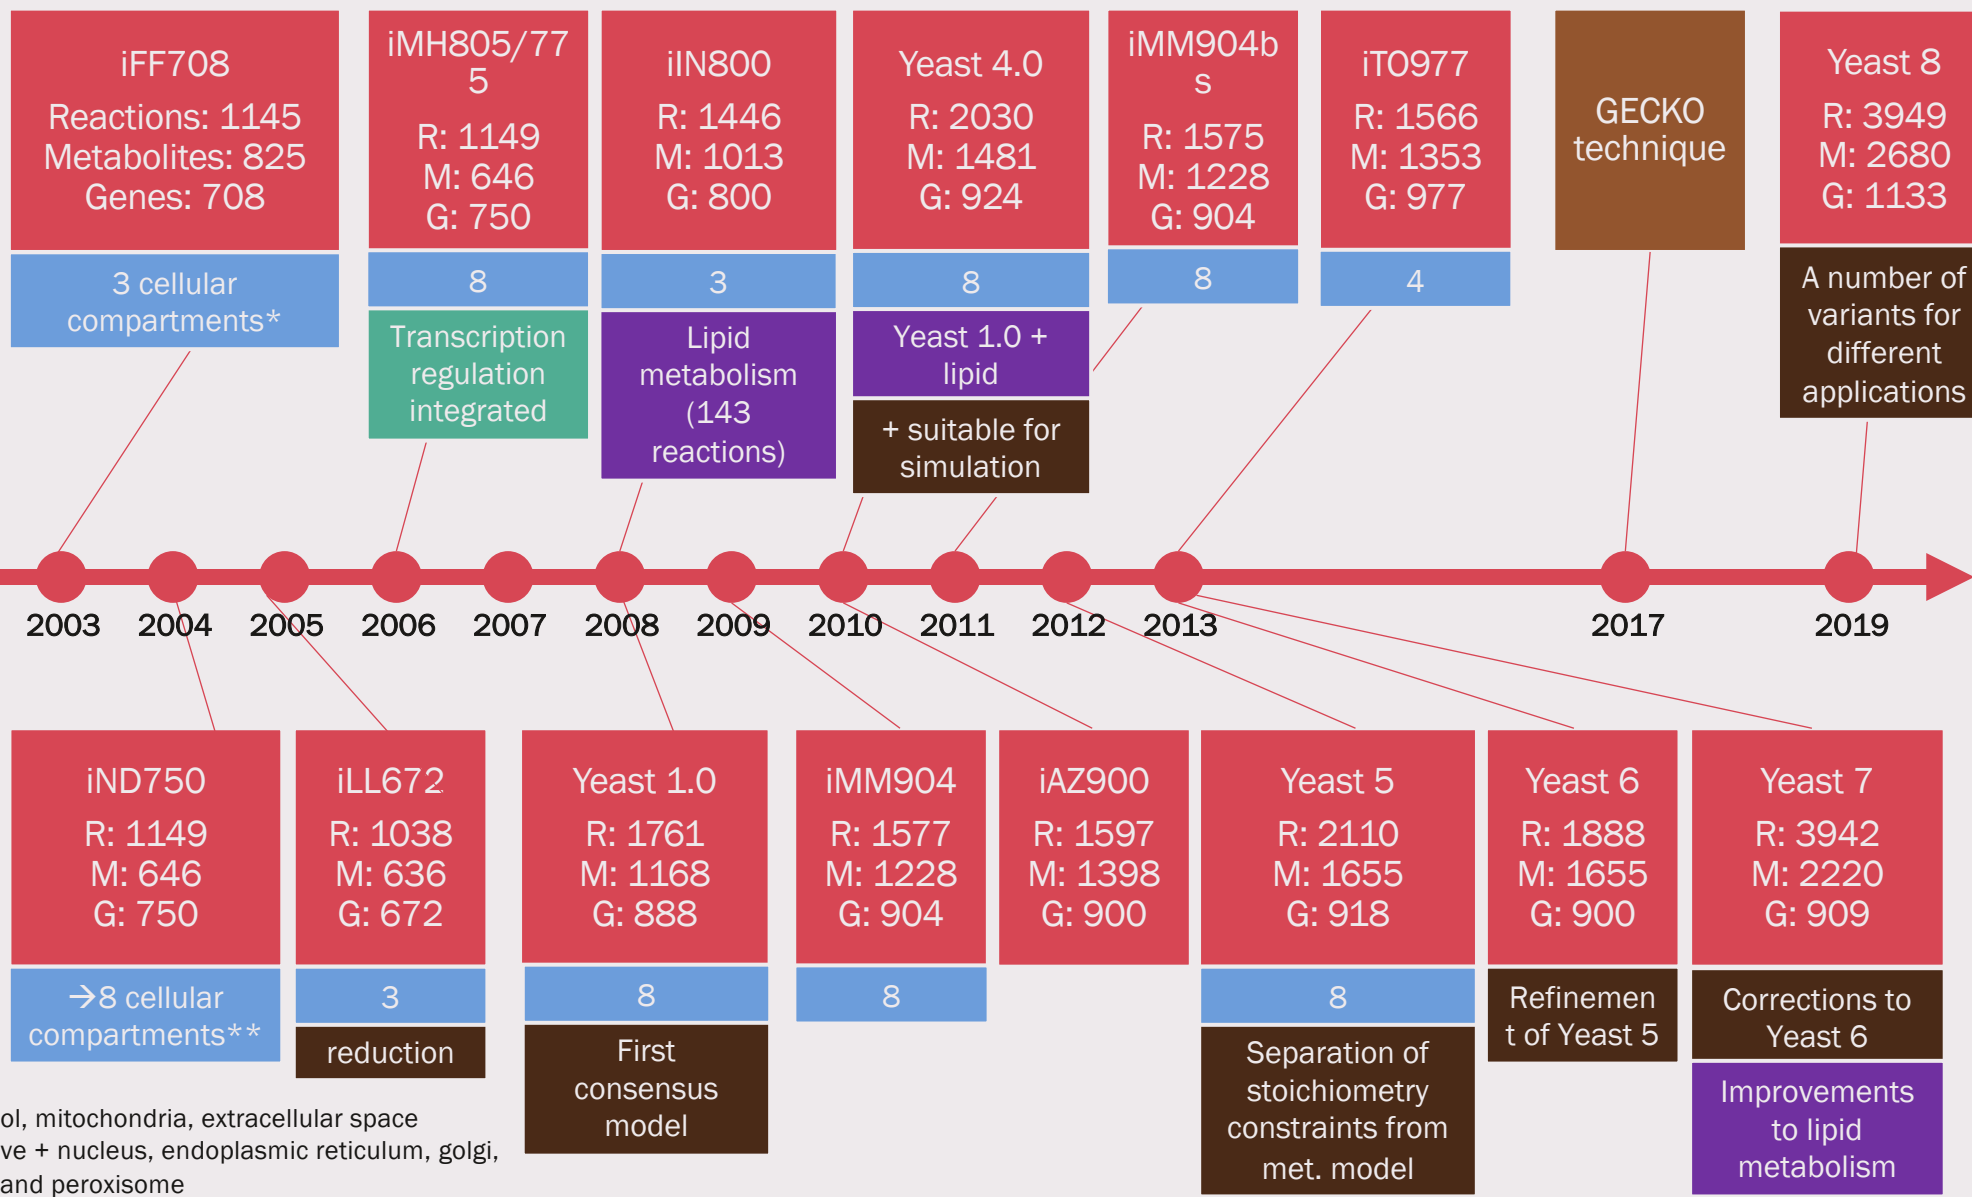 iFF708
Reactions: 1145
Metabolites: 825
Genes: 708
3 cellular
compartments*
iMH805/77
5
R: 1149
M: 646
G: 750
8
Transcription
regulation
integrated
iIN800
R: 1446
M: 1013
G: 800
3
Lipid
metabolism
(143
reactions)
Yeast 4.0
R: 2030
M: 1481
G: 924
8
Yeast 1.0 +
lipid
+ suitable for
simulation
iMM904b
s
R: 1575
M: 1228
G: 904
8
iTO977
R: 1566
M: 1353
G: 977
4
GECKO
technique
Yeast 8
R: 3949
M: 2680
G: 1133
A number of
variants for
different
applications
2003 2004 2005 2006 2007 2008 2009 2010 2011 2012 2013 2017 2019
iND750
R: 1149
M: 646
G: 750
→8 cellular
compartments**
iLL672
R: 1038
M: 636
G: 672
3
reduction
Yeast 1.0
R: 1761
M: 1168
G: 888
8
First
consensus
model
iMM904
R: 1577
M: 1228
G: 904
8
iAZ900
R: 1597
M: 1398
G: 900
Yeast 5
R: 2110
M: 1655
G: 918
8
Separation of
stoichiometry
constraints from
met. model
Yeast 6
R: 1888
M: 1655
G: 900
Refinemen
t of Yeast 5
Yeast 7
R: 3942
M: 2220
G: 909
Corrections to
Yeast 6
Improvements
to lipid
metabolism
ol, mitochondria, extracellular space
ve + nucleus, endoplasmic reticulum, golgi,
and peroxisome